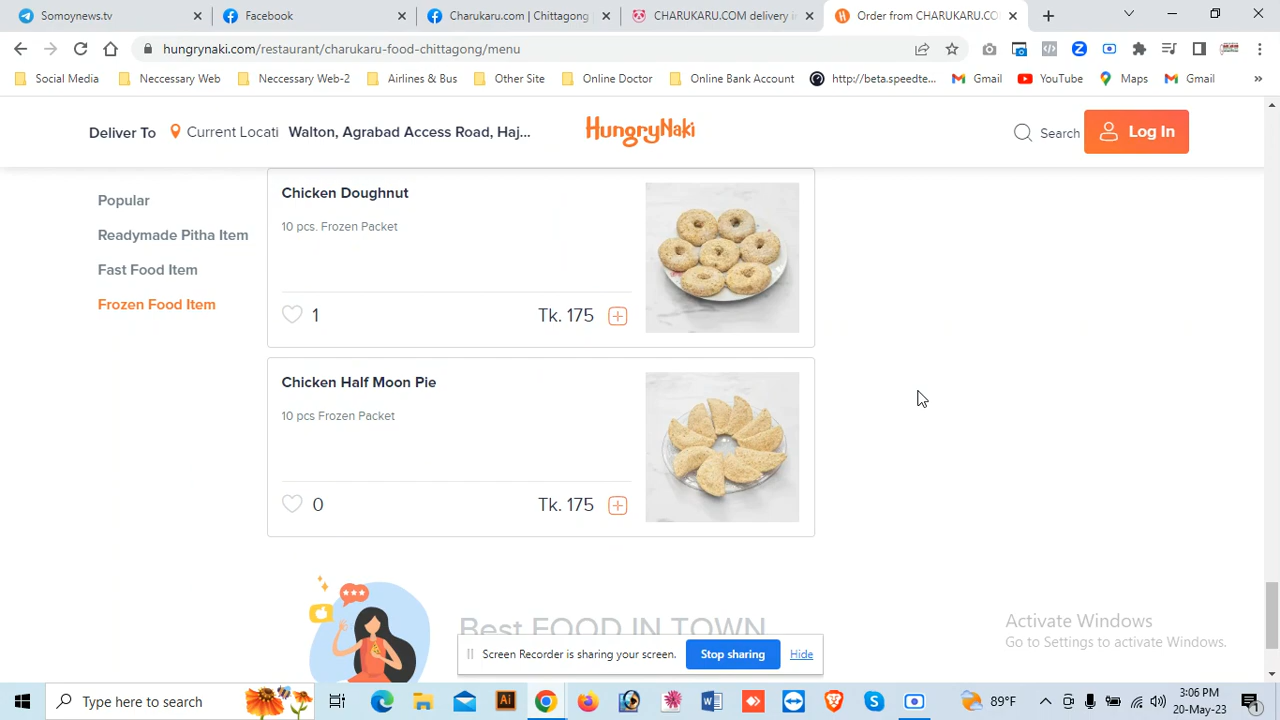 Somoynews.tv
Facebook
Charukaru.com | Chittagong
CHARUKARU.COM delivery in
Order from CHARUKARU.CO
hungrynaki.com/restaurant/charukaru-food-chittagong/menu
Social Media
Neccessary Web
Neccessary Web-2
Airlines & Bus
Other Site
Online Doctor
Online Bank Account
http://beta.speedte...
Gmail
YouTube
Maps
Gmail
»
Deliver To
Current Locati
Walton, Agrabad Access Road, Haj...
HungryNaki
Search
Log In
Popular
Readymade Pitha Item
Fast Food Item
Frozen Food Item
Chicken Doughnut
10 pcs. Frozen Packet
1
Tk. 175
Chicken Half Moon Pie
10 pcs Frozen Packet
0
Tk. 175
Best FOOD IN TOWN
Activate Windows
Go to Settings to activate Windows.
Screen Recorder is sharing your screen.
Stop sharing
Hide
Type here to search
89°F
3:06 PM
20-May-23
1